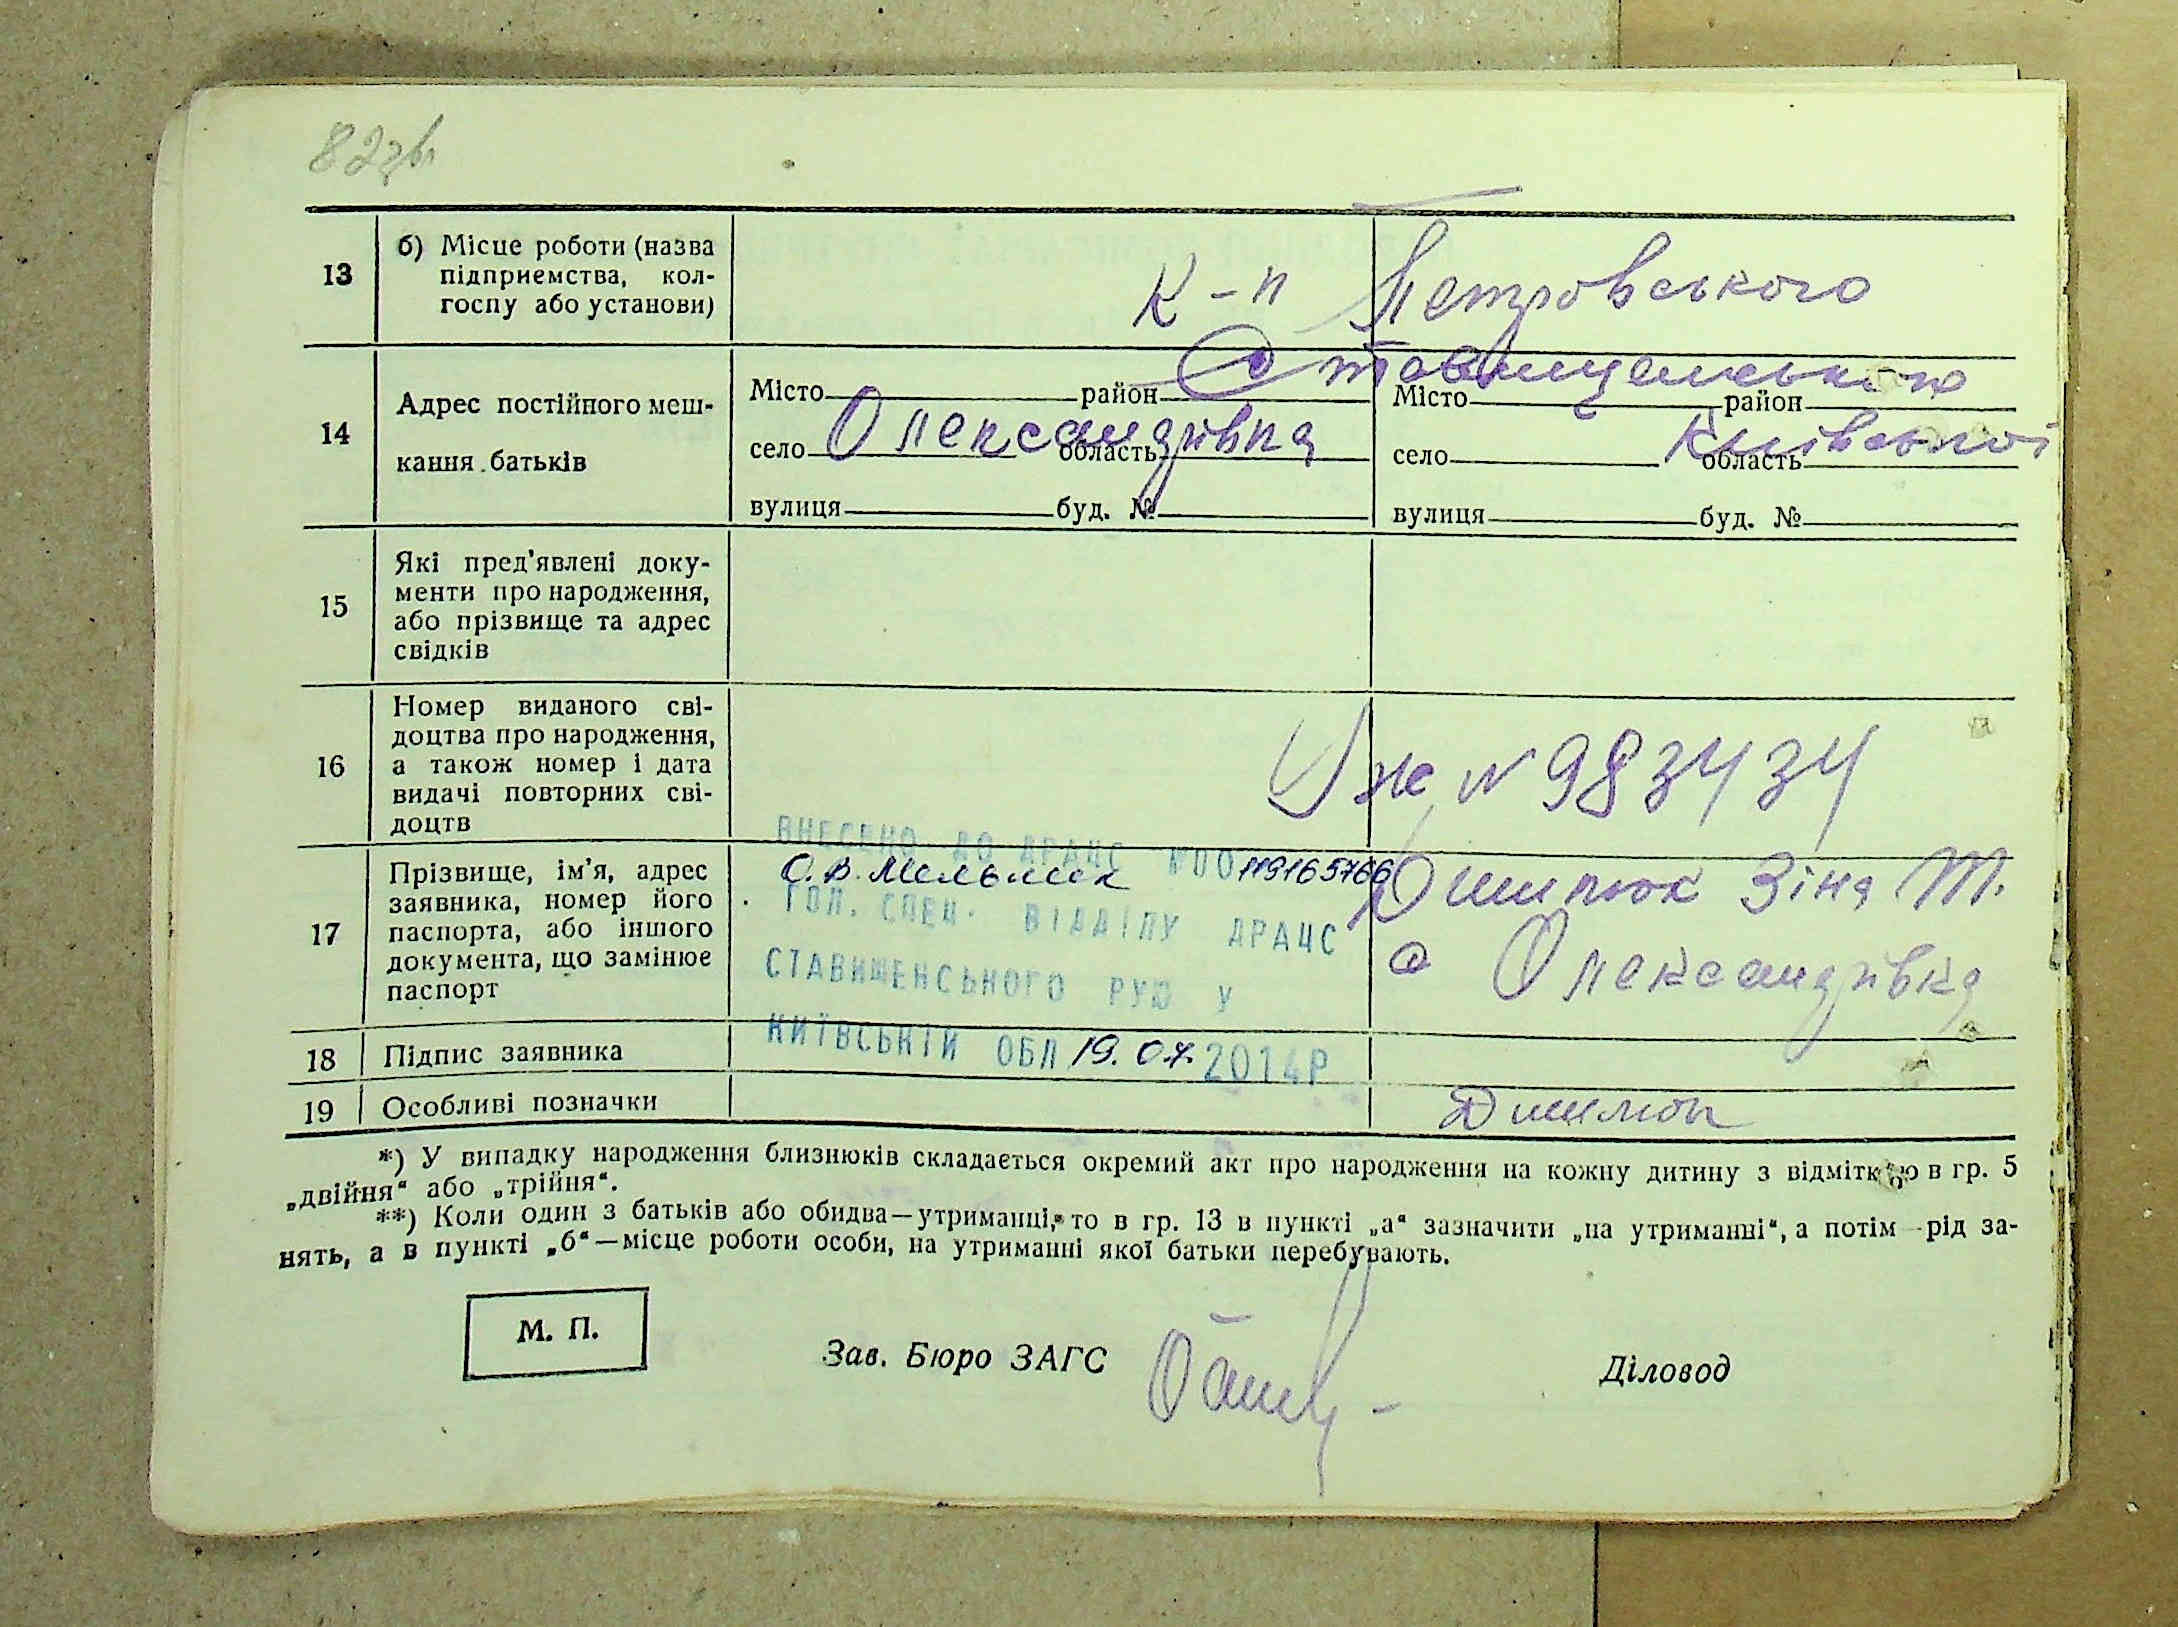 82зв
13 б) Місце роботи (назва
підприємства, кол-
госпу або установи)
к-п Петровського
14 Адрес постійного меш-
кання батьків
Ставищенського
Місто район Місто район
село Олександрівка область село область Київської
вулиця буд. № вулиця буд. №
15 Які пред'явлені доку-
менти про народження,
або прізвище та адрес
свідків
16 Номер виданого сві-
доцтва про народження,
а також номер і дата
видачі повторних сві-
доцтв
№ 983434
17 Прізвище, ім'я, адрес
заявника, номер його
паспорта, або іншого
документа, що замінює
паспорт
ВНЕСЕНО ДО ДРАЦС №00119165766
О.В. Мельник
ГОЛ. СПЕЦ. ВІДДІЛУ ДРАЦС
СТАВИЩЕНСЬКОГО РУЮ У
КИЇВСЬКІЙ ОБЛ 19.07.2014Р
Зіна Т.
с Олександрівка
18 Підпис заявника
19 Особливі позначки
*) У випадку народження близнюків складається окремий акт про народження на кожну дитину з відміткою в гр. 5
„двійня“ або „трійня“.
**) Коли один з батьків або обидва—утриманці, то в гр. 13 в пункті „а“ зазначити „на утриманні“, а потім рід за-
нять, а в пункті „б“—місце роботи особи, на утриманні якої батьки перебувають.
М. П.
Зав. Бюро ЗАГС
Діловод